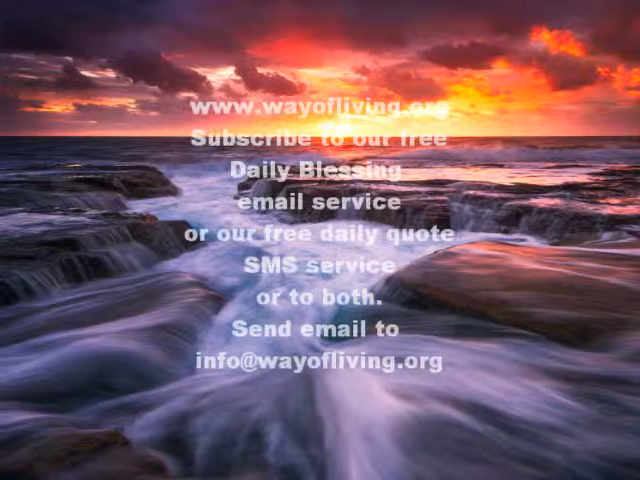 www.wayofliving.org
Subscribe to our free
Daily Blessing
email service
or our free daily quote
SMS service
or to both.
Send email to
info@wayofliving.org